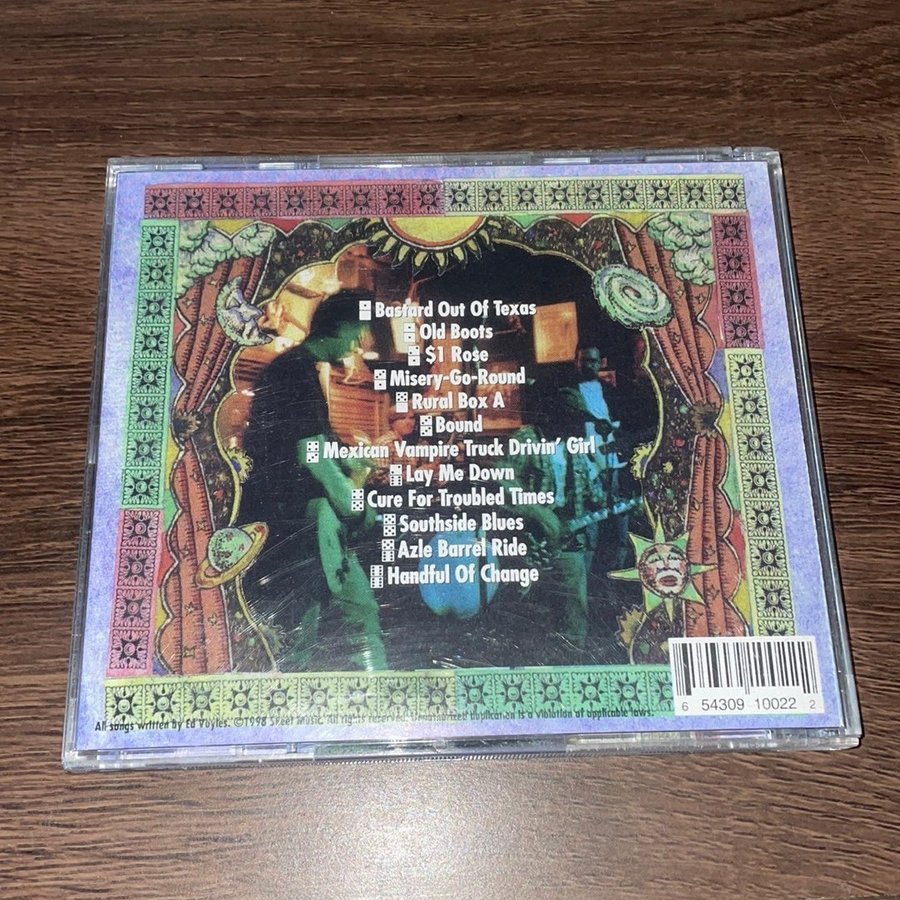 Bastard Out Of Texas
Old Boots
$1 Rose
Misery-Go-Round
Rural Box A
Bound
Mexican Vampire Truck Drivin' Girl
Lay Me Down
Cure For Troubled Times
Southside Blues
Azle Barrel Ride
Handful Of Change
All songs written by Ed Voyles. ©1998 Skeet Music. All rights reserved. Unauthorized duplication is a violation of applicable laws.
6 54309 10022 2